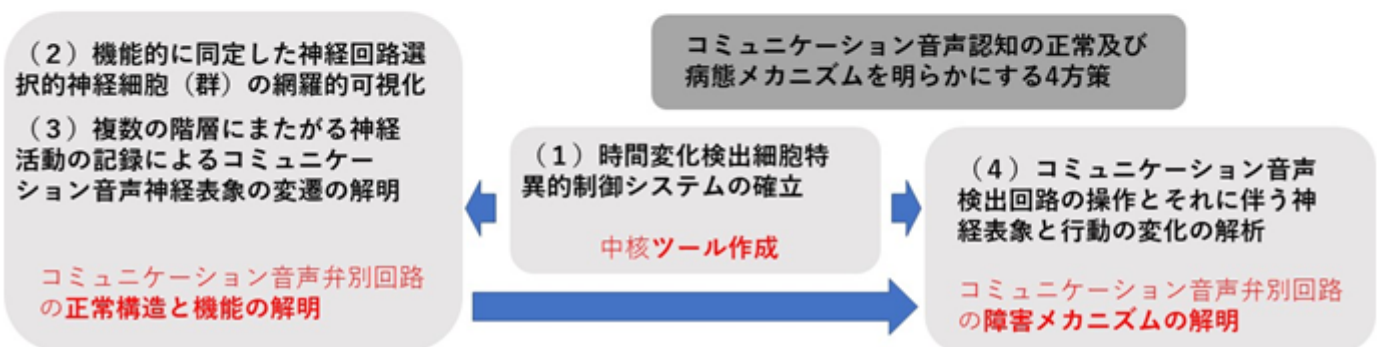 （２）機能的に同定した神経回路選
択的神経細胞（群）の網羅的可視化
（３）複数の階層にまたがる神経
活動の記録によるコミュニケー
ション音声神経表象の変遷の解明
コミュニケーション音声弁別回路
の正常構造と機能の解明
コミュニケーション音声認知の正常及び
病態メカニズムを明らかにする4方策
（１）時間変化検出細胞特
異的制御システムの確立
中核ツール作成
（４）コミュニケーション音声
検出回路の操作とそれに伴う神
経表象と行動の変化の解析
コミュニケーション音声弁別回路
の障害メカニズムの解明